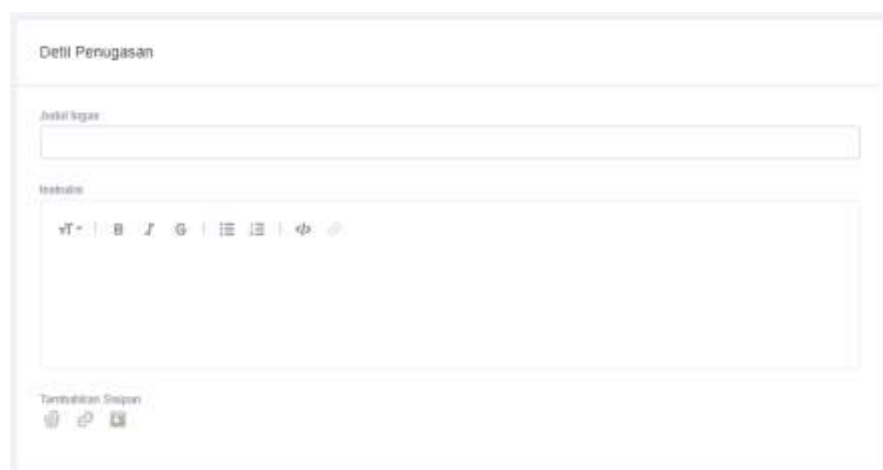 Detil Penugasan
Judul tugas
Instruksi
B I G
Tambahkan Sisipan